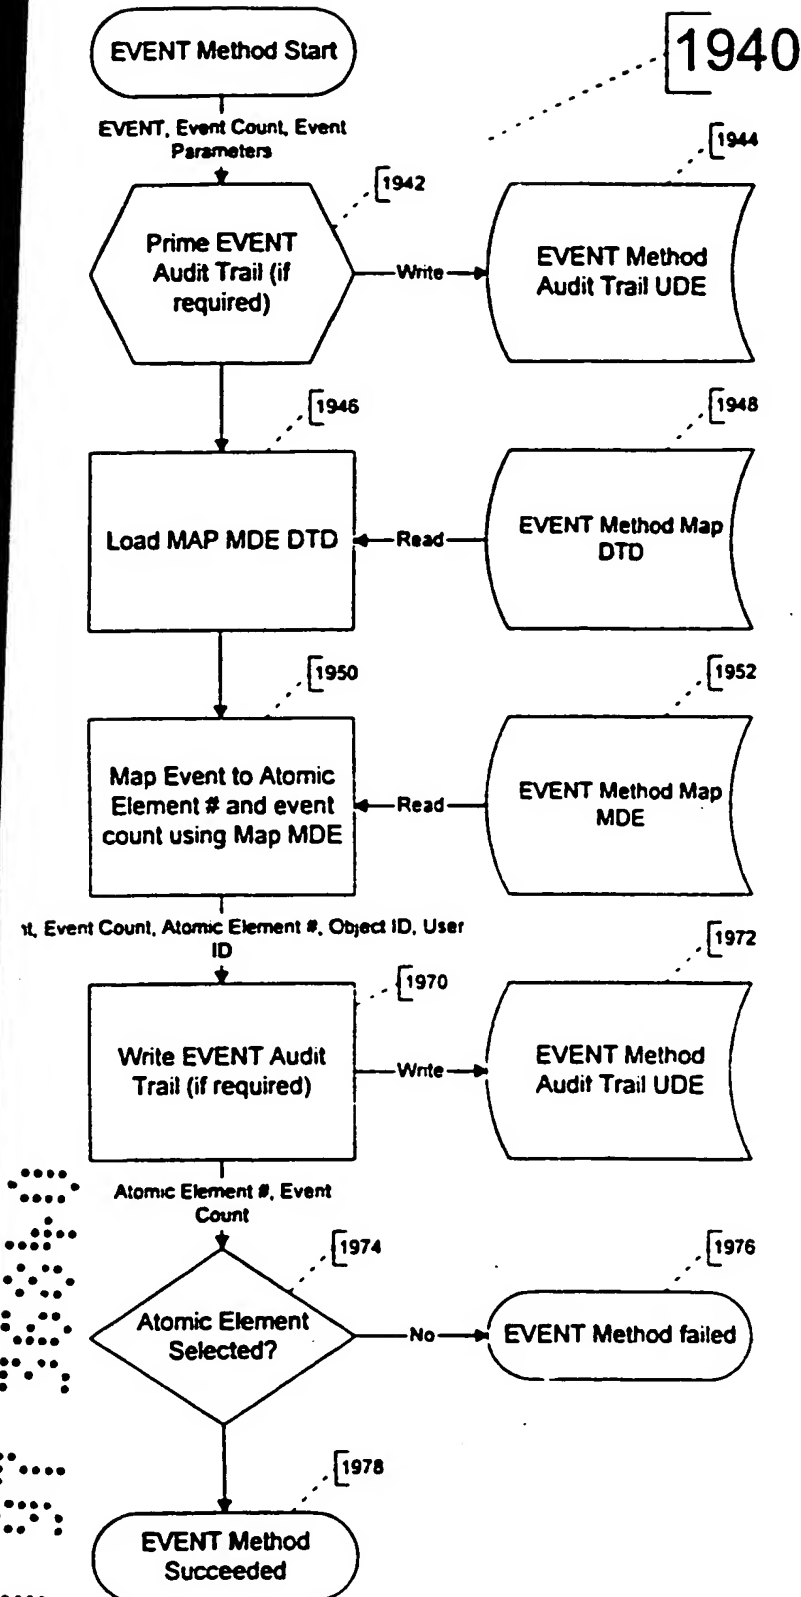 EVENT Method Start
1940
EVENT, Event Count, Event
Parameters
1942
1944
Prime EVENT
Audit Trail (if
required)
Write
EVENT Method
Audit Trail UDE
1946
1948
Load MAP MDE DTD
Read
EVENT Method Map
DTD
1950
1952
Map Event to Atomic
Element # and event
count using Map MDE
Read
EVENT Method Map
MDE
Event Count, Atomic Element #, Object ID, User
ID
1970
1972
Write EVENT Audit
Trail (if required)
Write
EVENT Method
Audit Trail UDE
Atomic Element #, Event
Count
1974
1976
Atomic Element
Selected?
No
EVENT Method failed
1978
EVENT Method
Succeeded